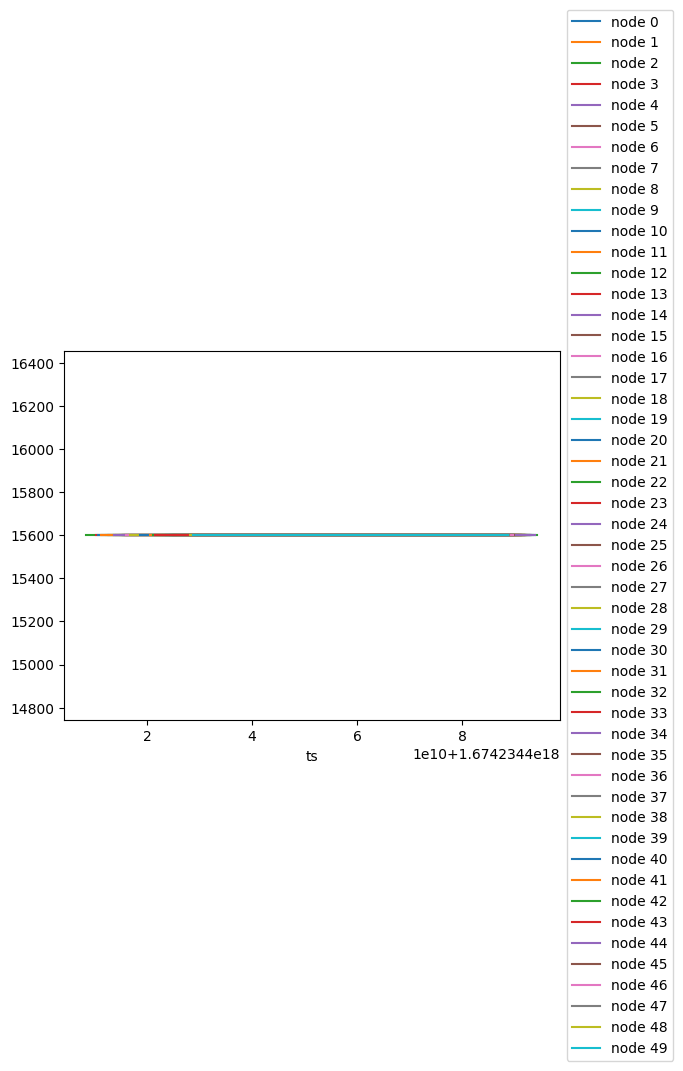 16400
16200
16000
15800
15600
15400
15200
15000
14800
2 4 6 8
ts
1e10+1.6742344e18
node 0
node 1
node 2
node 3
node 4
node 5
node 6
node 7
node 8
node 9
node 10
node 11
node 12
node 13
node 14
node 15
node 16
node 17
node 18
node 19
node 20
node 21
node 22
node 23
node 24
node 25
node 26
node 27
node 28
node 29
node 30
node 31
node 32
node 33
node 34
node 35
node 36
node 37
node 38
node 39
node 40
node 41
node 42
node 43
node 44
node 45
node 46
node 47
node 48
node 49